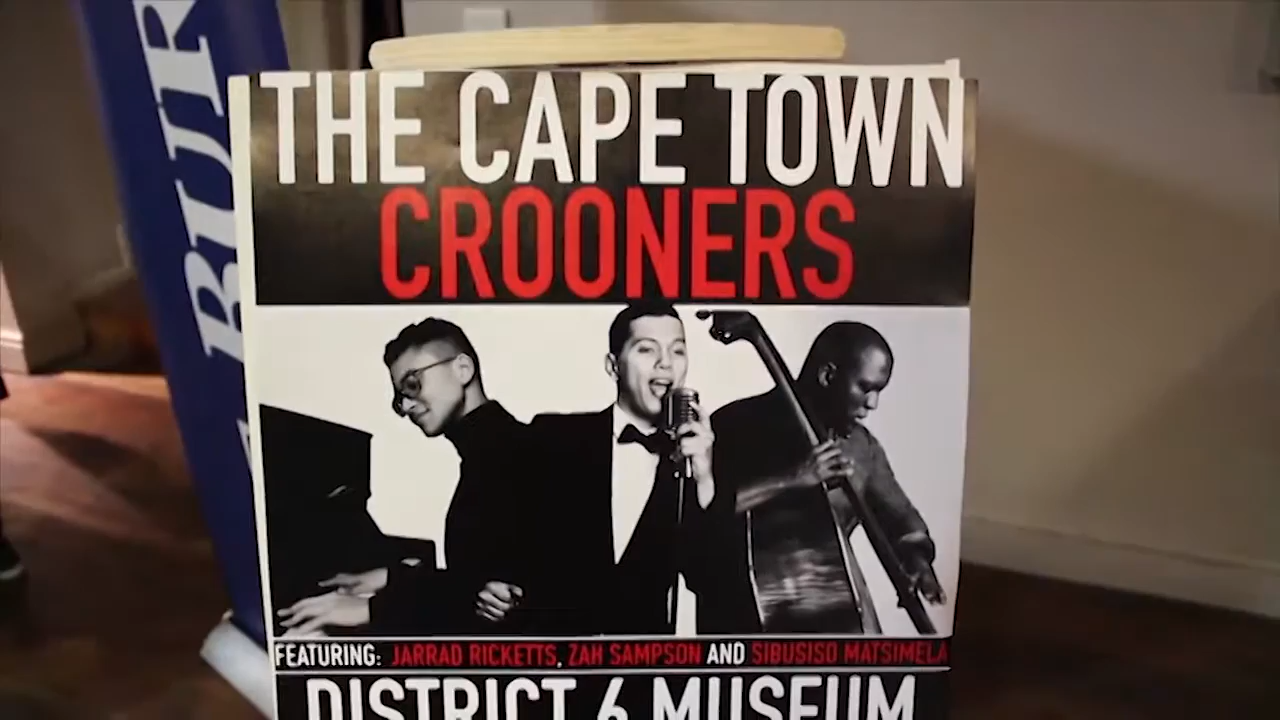 THE CAPE TOWN
CROONERS
FEATURING: JARRAD RICKETTS, ZAH SAMPSON AND SIBUSISO MATSIMELA
DISTRICT 6 MUSEUM